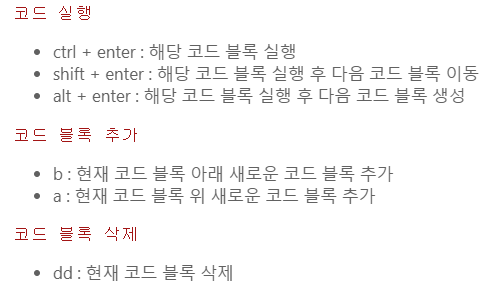 코드 실행
• ctrl + enter : 해당 코드 블록 실행
• shift + enter : 해당 코드 블록 실행 후 다음 코드 블록 이동
• alt + enter : 해당 코드 블록 실행 후 다음 코드 블록 생성
코드 블록 추가
• b : 현재 코드 블록 아래 새로운 코드 블록 추가
• a : 현재 코드 블록 위 새로운 코드 블록 추가
코드 블록 삭제
• dd : 현재 코드 블록 삭제